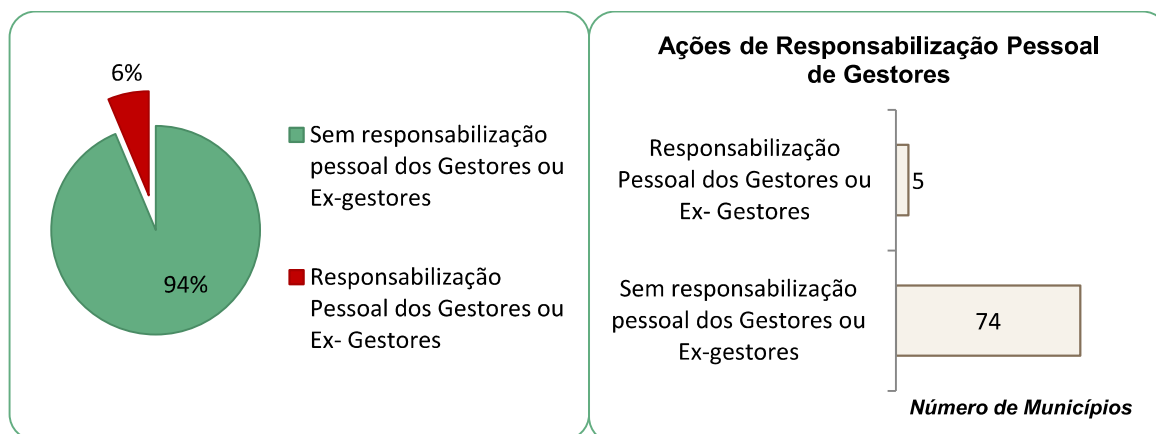 6%
94%
Sem responsabilização
pessoal dos Gestores ou
Ex-gestores
Responsabilização
Pessoal dos Gestores ou
Ex- Gestores
Ações de Responsabilização Pessoal
de Gestores
Responsabilização
Pessoal dos Gestores ou
Ex- Gestores
5
Sem responsabilização
pessoal dos Gestores ou
Ex-gestores
74
Número de Municípios